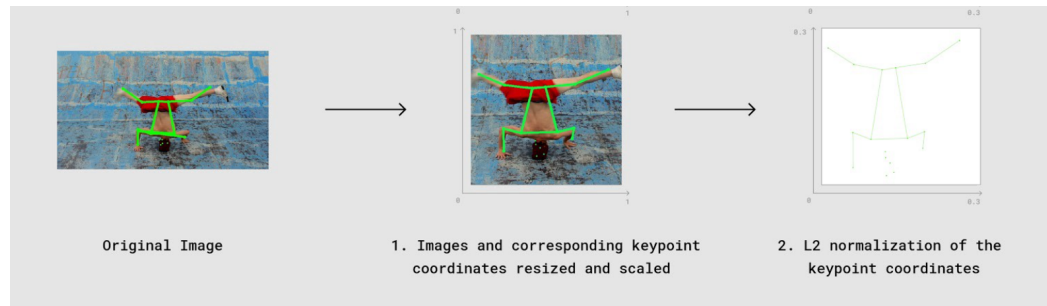 0
1
0
0.3
1
0.3
0
1
0
0.3
Original Image
1. Images and corresponding keypoint
coordinates resized and scaled
2. L2 normalization of the
keypoint coordinates